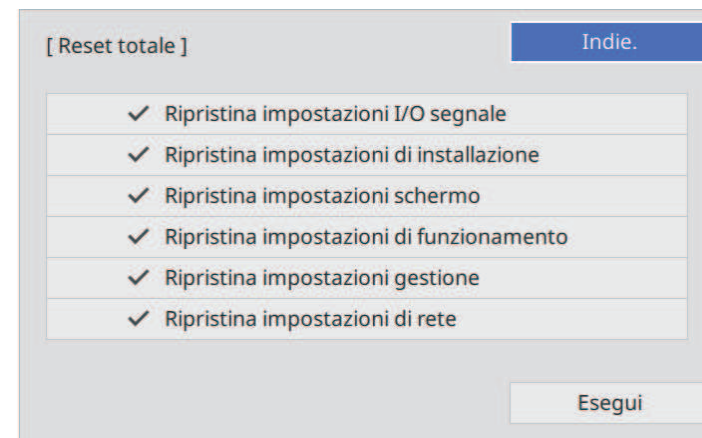 [ Reset totale ]
Indie.
Ripristina impostazioni I/O segnale
Ripristina impostazioni di installazione
Ripristina impostazioni schermo
Ripristina impostazioni di funzionamento
Ripristina impostazioni gestione
Ripristina impostazioni di rete
Esegui